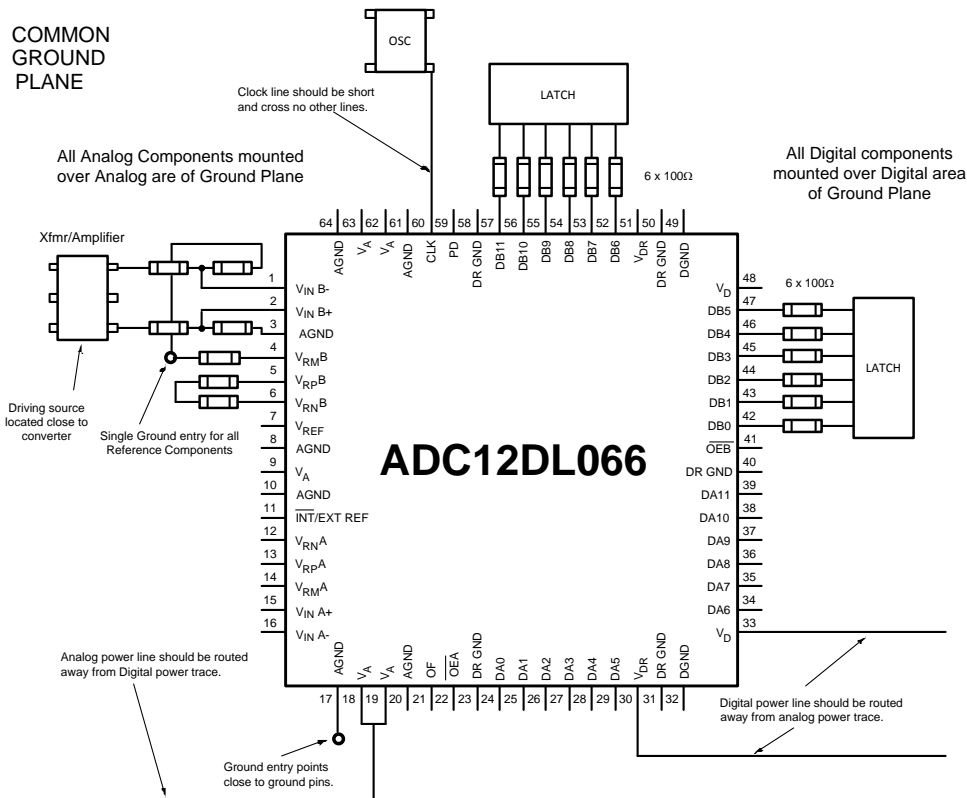 COMMON
GROUND
PLANE
OSC
Clock line should be short
and cross no other lines.
LATCH
6 x 100Ω
All Analog Components mounted
over Analog are of Ground Plane
All Digital components
mounted over Digital area
of Ground Plane
Xfmr/Amplifier
64 63 62 61 60 59 58 57 56 55 54 53 52 51 50 49
AGND
VA
VA
AGND
CLK
PD
DR GND
DB11
DB10
DB9
DB8
DB7
DB6
VDR
DR GND
DGND
1 VIN B-
2 VIN B+
3 AGND
4 VRMB
5 VRPB
6 VRNB
7 VREF
8 AGND
9 VA
10 AGND
11 INT/EXT REF
12 VRNA
13 VRPA
14 VRMA
15 VIN A+
16 VIN A-
Driving source
located close to
converter
Single Ground entry for all
Reference Components
ADC12DL066
VD 48
DB5 47
DB4 46
DB3 45
DB2 44
DB1 43
DB0 42
OEB 41
DR GND 40
DA11 39
DA10 38
DA9 37
DA8 36
DA7 35
DA6 34
VD 33
6 x 100Ω
LATCH
AGND
VA
VA
AGND
OF
OEA
DR GND
DA0
DA1
DA2
DA3
DA4
DA5
VDR
DR GND
DGND
17 18 19 20 21 22 23 24 25 26 27 28 29 30 31 32
Analog power line should be routed
away from Digital power trace.
Ground entry points
close to ground pins.
Digital power line should be routed
away from analog power trace.